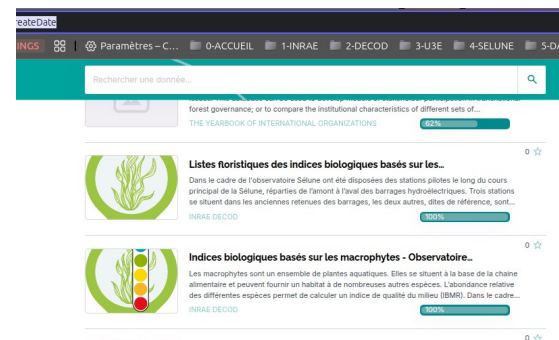 reateDate
INGS
Paramètres – C...
0-ACCUEIL
1-INRAE
2-DECOD
3-U3E
4-SELUNE
5-DA
Rechercher une donnée...
forest governance; or to compare the institutional characteristics of different sets of...
THE YEARBOOK OF INTERNATIONAL ORGANIZATIONS
62%
0
Listes floristiques des indices biologiques basés sur les...
Dans le cadre de l'observatoire Sélune ont été disposées des stations pilotes le long du cours
principal de la Sélune, réparties de l'amont à l'aval des barrages hydroélectriques. Trois stations
se situent dans les anciennes retenues des barrages, les deux autres, dites de référence, sont...
INRAE DECOD
100%
0
Indices biologiques basés sur les macrophytes - Observatoire...
Les macrophytes sont un ensemble de plantes aquatiques. Elles se situent à la base de la chaine
alimentaire et peuvent fournir un habitat à de nombreuses autres espèces. L'abondance relative
des différentes espèces permet de calculer un indice de qualité du milieu (IBMR). Dans le cadre...
INRAE DECOD
100%
0